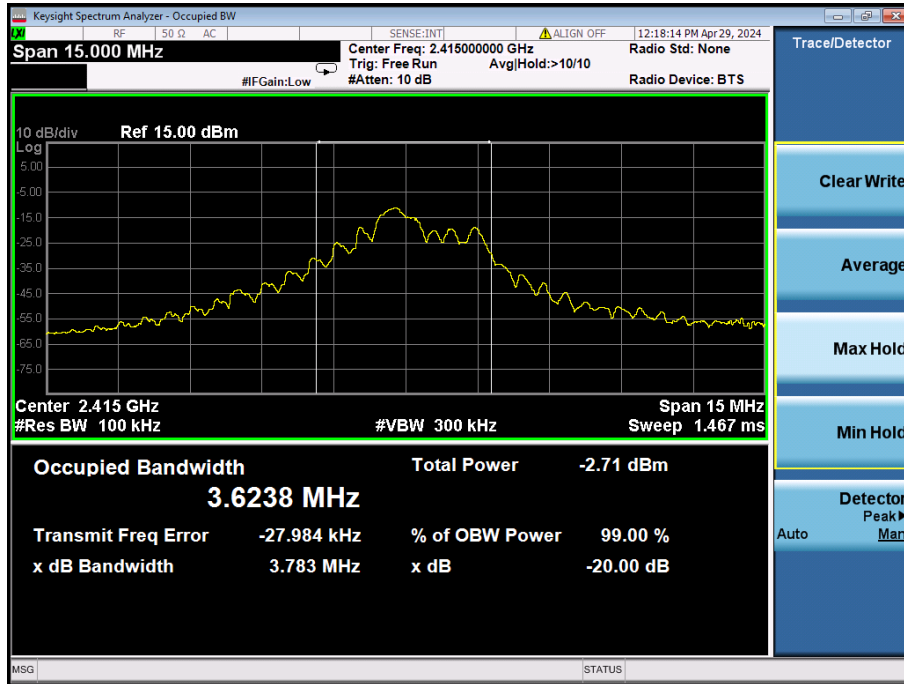 Keysight Spectrum Analyzer - Occupied BW
LXI RF 50 Ω AC SENSE:INT ALIGN OFF 12:18:14 PM Apr 29, 2024
Span 15.000 MHz
Center Freq: 2.415000000 GHz Radio Std: None
Trig: Free Run Avg|Hold:>10/10
#IFGain:Low #Atten: 10 dB Radio Device: BTS
Trace/Detector
10 dB/div Ref 15.00 dBm
Log
5.00
-5.00
-15.0
-25.0
-35.0
-45.0
-55.0
-65.0
-75.0
Center 2.415 GHz Span 15 MHz
#Res BW 100 kHz #VBW 300 kHz Sweep 1.467 ms
Occupied Bandwidth Total Power -2.71 dBm
3.6238 MHz
Transmit Freq Error -27.984 kHz % of OBW Power 99.00 %
x dB Bandwidth 3.783 MHz x dB -20.00 dB
Clear Write
Average
Max Hold
Min Hold
Detector
Peak▶
Auto Man
MSG STATUS